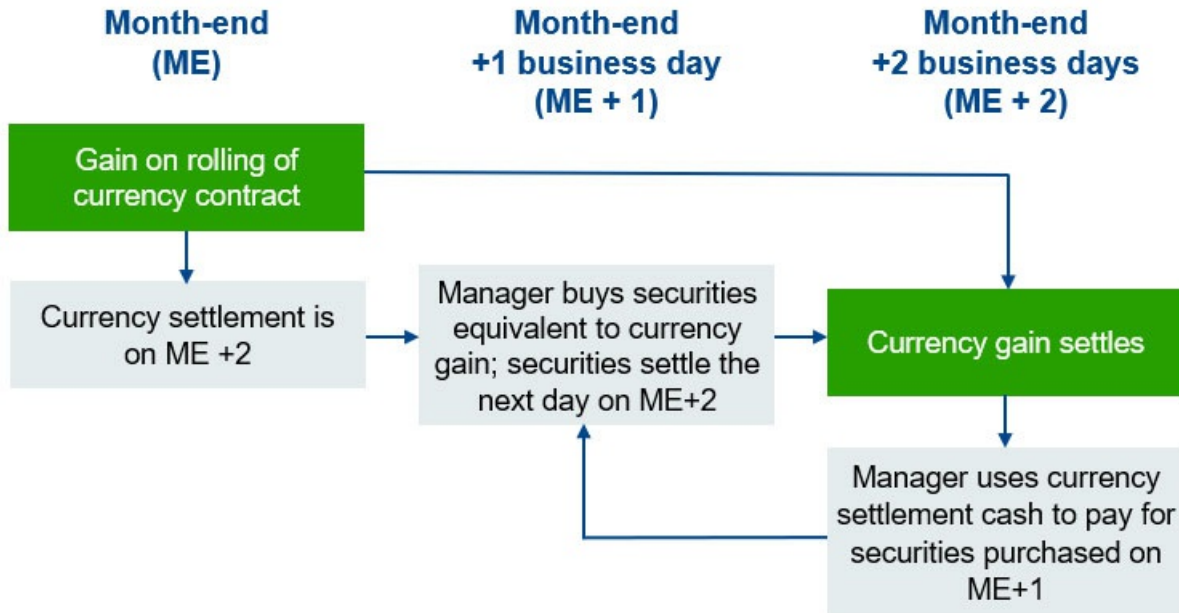 Month-end
(ME)
Month-end
+1 business day
(ME + 1)
Month-end
+2 business days
(ME + 2)
Gain on rolling of
currency contract
Currency settlement is
on ME +2
Manager buys securities
equivalent to currency
gain; securities settle the
next day on ME+2
Currency gain settles
Manager uses currency
settlement cash to pay for
securities purchased on
ME+1